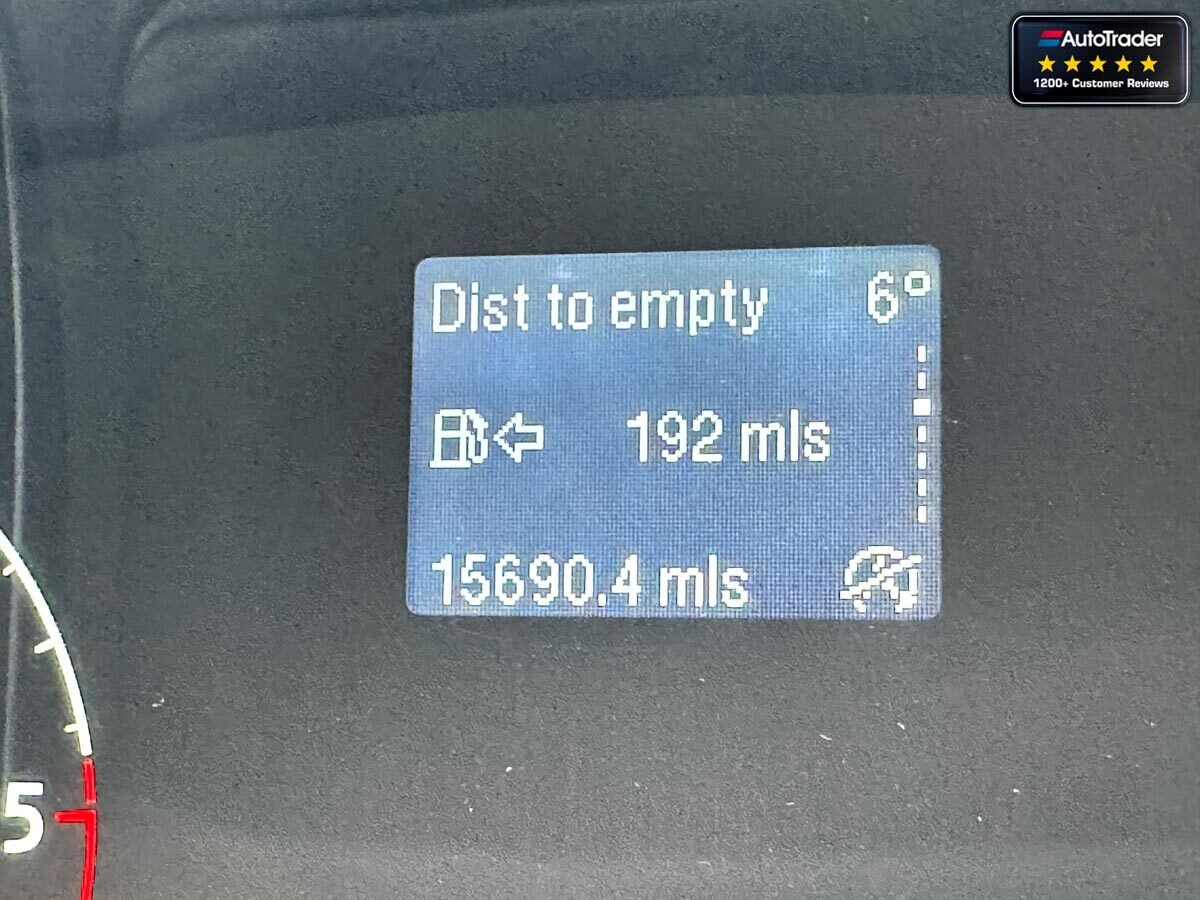 AutoTrader
1200+ Customer Reviews
Dist to empty 6°
192 mls
15690.4 mls
5